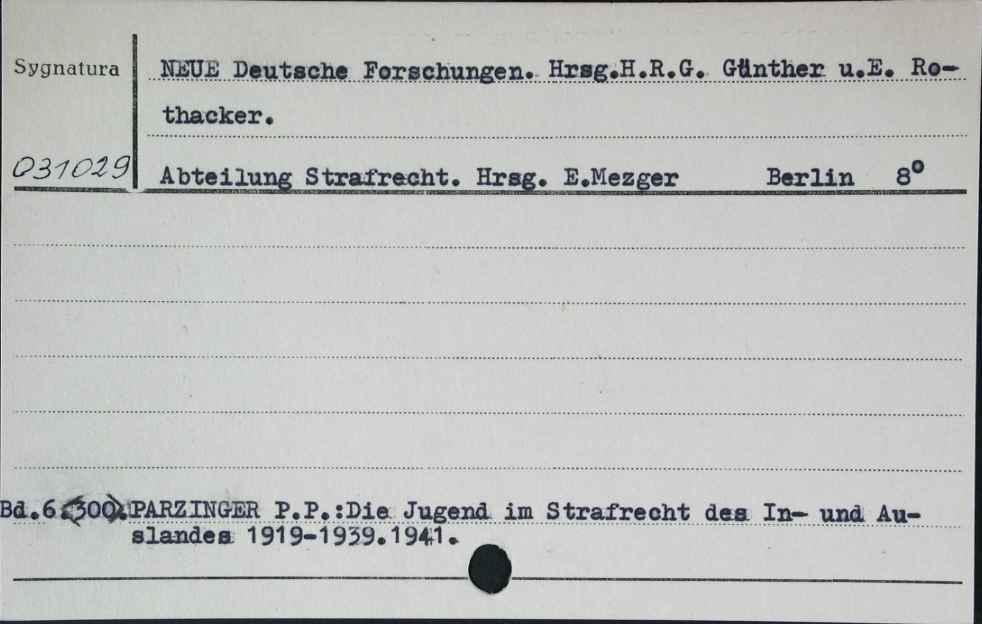 Sygnatura
NEUE Deutsche Forschungen. Hrsg.H.R.G. Günther u.E. Ro-
thacker.
031029
Abteilung Strafrecht. Hrsg. E.Mezger Berlin 8°
Bd.6.(300).PARZINGER P.P.:Die Jugend im Strafrecht des In- und Au-
slandes 1919-1939.1941.